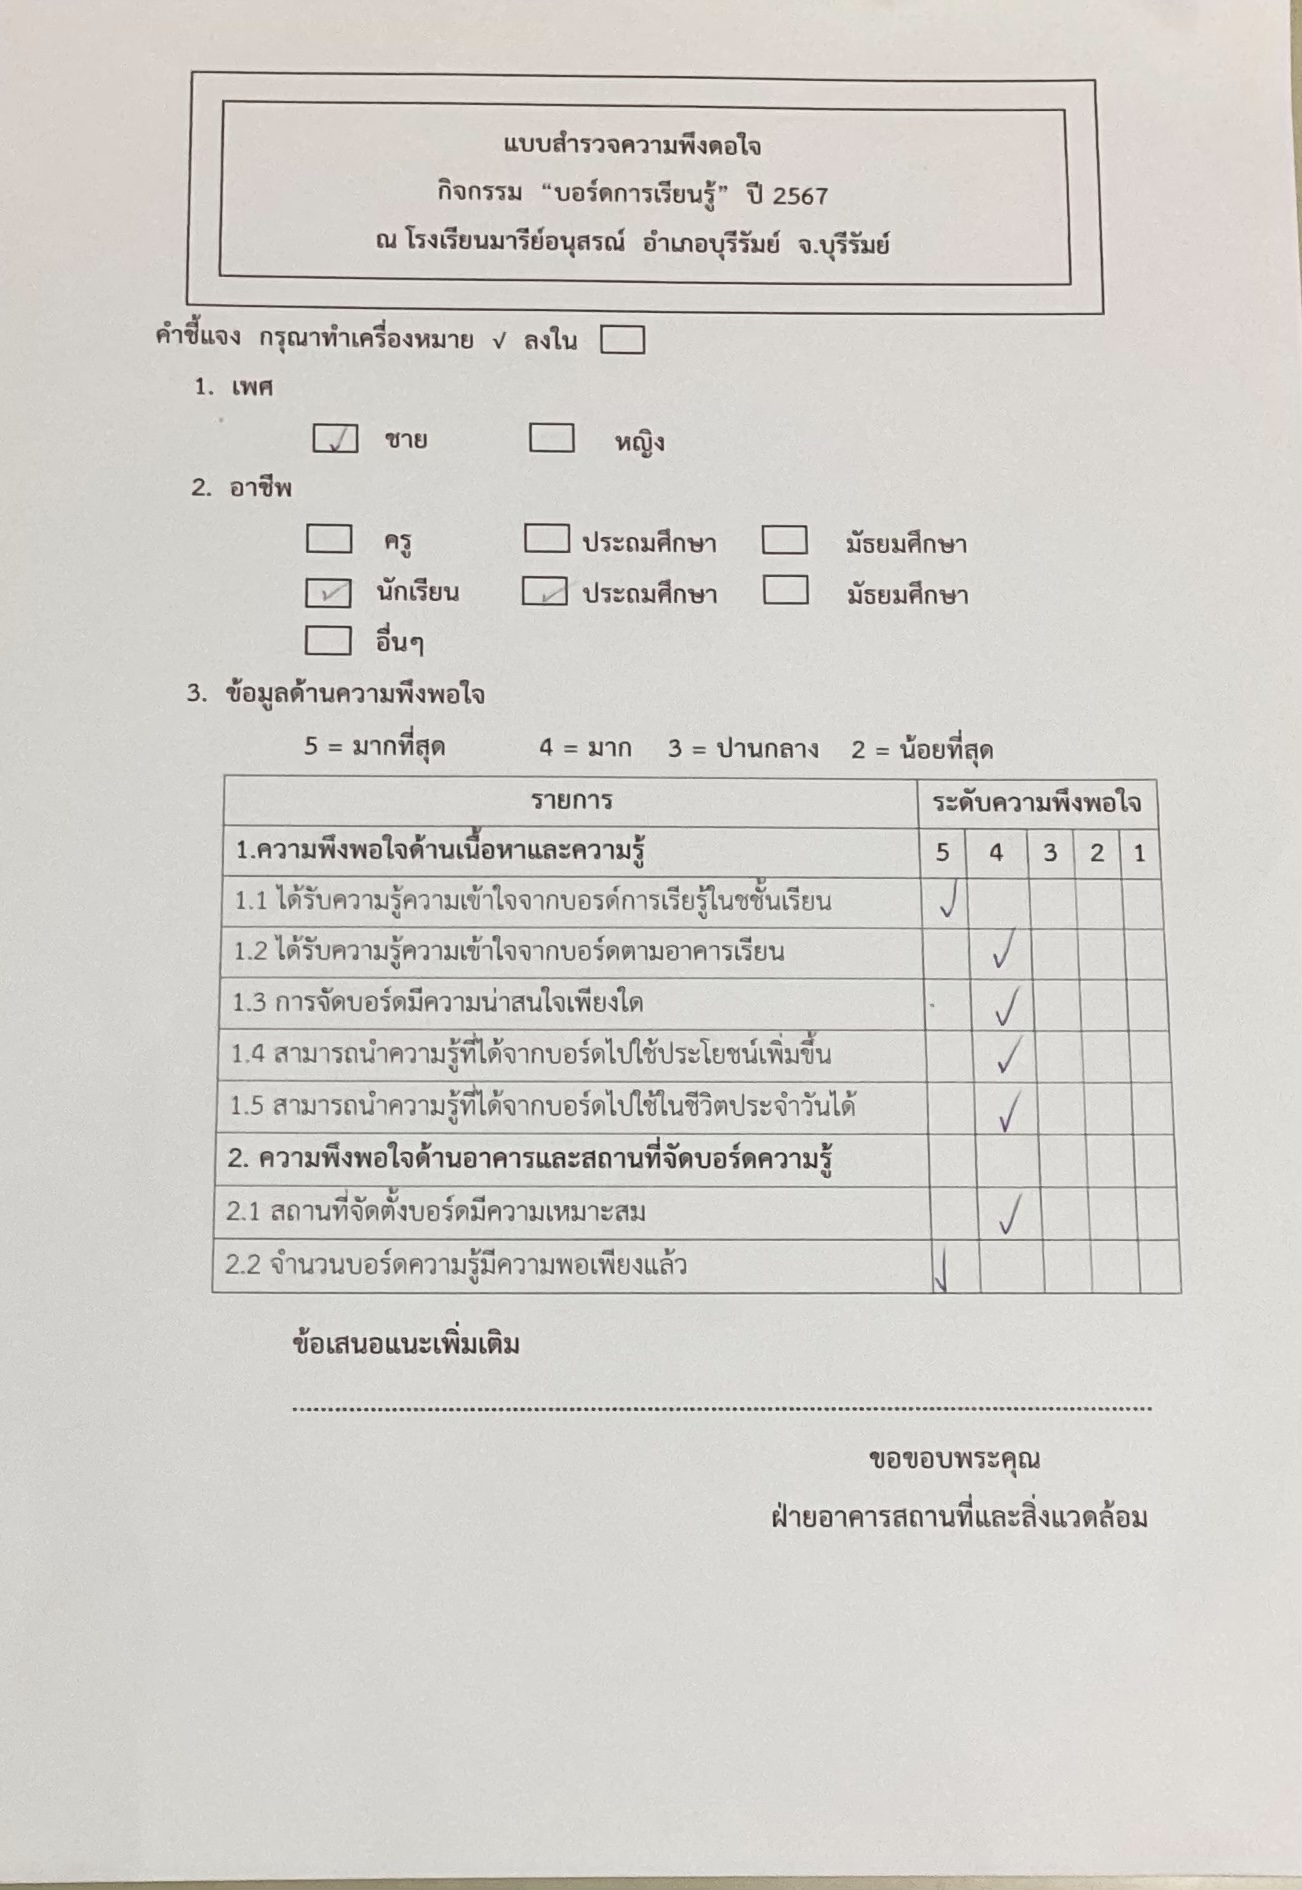 แบบสำรวจความพึงดอใจ
กิจกรรม “บอร์ดการเรียนรู้” ปี 2567
ณ โรงเรียนมารีย์อนุสรณ์ อำเภอบุรีรัมย์ จ.บุรีรัมย์
คำชี้แจง กรุณาทำเครื่องหมาย √ ลงใน
1. เพศ
✓ ชาย หญิง
2. อาชีพ
ครู ประถมศึกษา มัธยมศึกษา
✓ นักเรียน ✓ ประถมศึกษา มัธยมศึกษา
อื่นๆ
3. ข้อมูลด้านความพึงพอใจ
5 = มากที่สุด 4 = มาก 3 = ปานกลาง 2 = น้อยที่สุด
รายการ ระดับความพึงพอใจ
1.ความพึงพอใจด้านเนื้อหาและความรู้ 5 4 3 2 1
1.1 ได้รับความรู้ความเข้าใจจากบอรด์การเรียรู้ในชชั้นเรียน ✓
1.2 ได้รับความรู้ความเข้าใจจากบอร์ดตามอาคารเรียน ✓
1.3 การจัดบอร์ดมีความน่าสนใจเพียงใด ✓
1.4 สามารถนำความรู้ที่ได้จากบอร์ดไปใช้ประโยชน์เพิ่มขึ้น ✓
1.5 สามารถนำความรู้ที่ได้จากบอร์ดไปใช้ในชีวิตประจำวันได้ ✓
2. ความพึงพอใจด้านอาคารและสถานที่จัดบอร์ดความรู้
2.1 สถานที่จัดตั้งบอร์ดมีความเหมาะสม ✓
2.2 จำนวนบอร์ดความรู้มีความพอเพียงแล้ว ✓
ข้อเสนอแนะเพิ่มเติม
ขอขอบพระคุณ
ฝ่ายอาคารสถานที่และสิ่งแวดล้อม